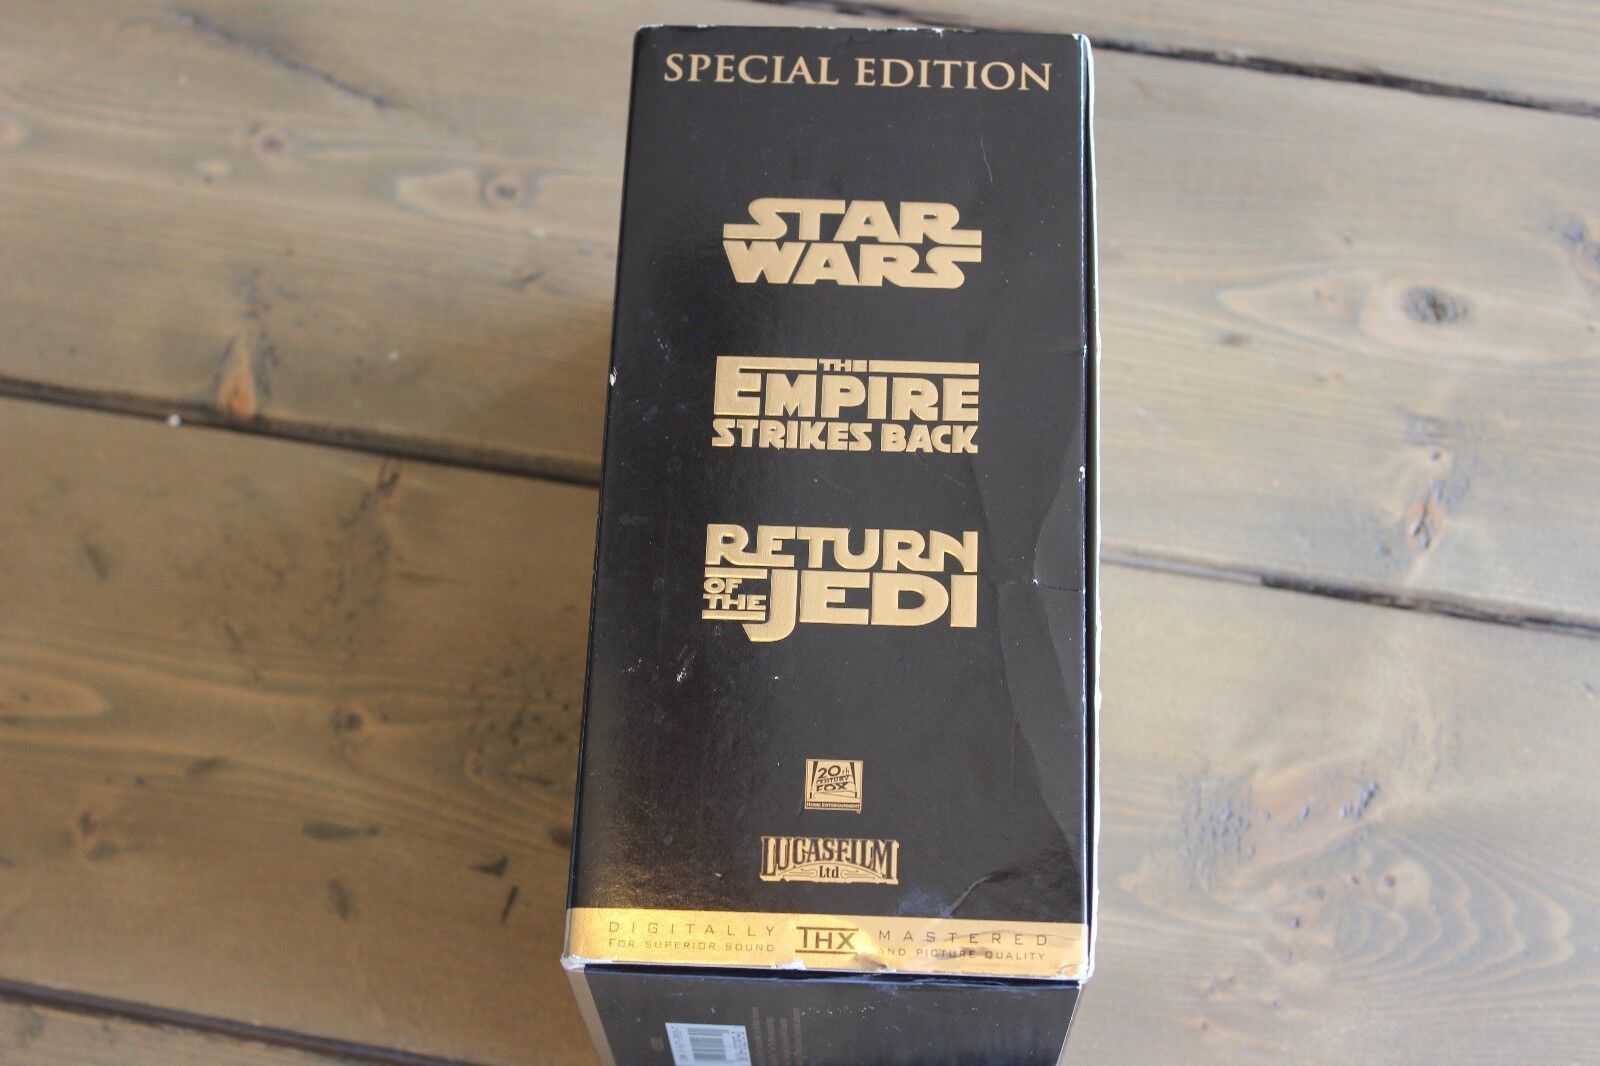 SPECIAL EDITION
STAR
WARS
THE
EMPIRE
STRIKES BACK
RETURN
OF THE JEDI
20th
CENTURY
FOX
HOME ENTERTAINMENT
LUCASFILM
Ltd
DIGITALLY THX MASTERED
FOR SUPERIOR SOUND AND PICTURE QUALITY